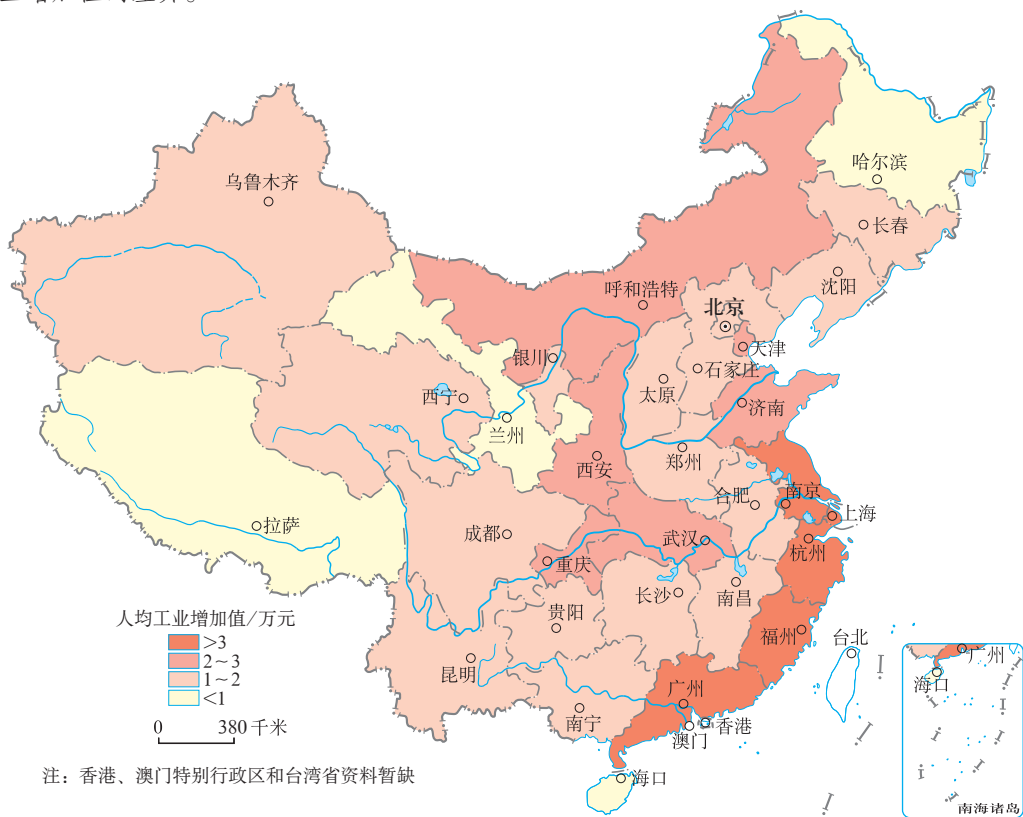 哈尔滨
乌鲁木齐
长春
沈阳
呼和浩特
北京
天津
银川
石家庄
太原
西宁
济南
兰州
郑州
西安
合肥
南京
上海
拉萨
成都
武汉
杭州
重庆
长沙
南昌
贵阳
福州
台北
昆明
广州
南宁
香港
澳门
海口
人均工业增加值/万元
>3
2～3
1～2
<1
0 380千米
注：香港、澳门特别行政区和台湾省资料暂缺
广州
海口
南海诸岛